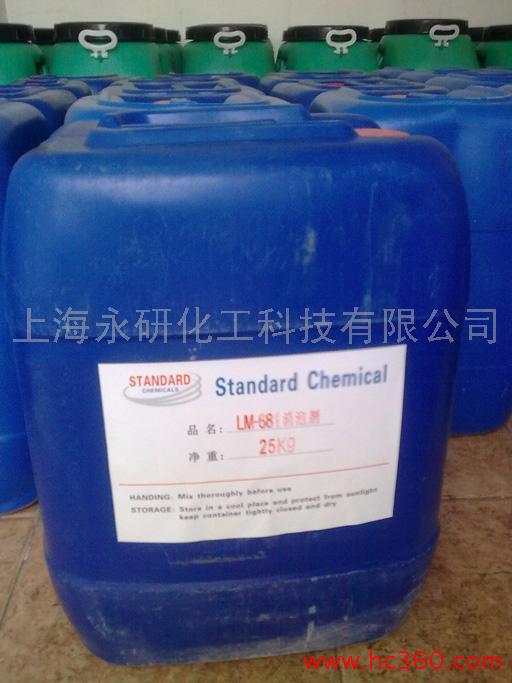 上海永研化工科技有限公司
STANDARD
CHEMICALS
Standard Chemical
品名: LM-681消泡剂
净重: 25KG
HANDING: Mix thoroughly before use
STORAGE: Store in a cool place and protect from sunlight
keep container tightly closed and dry
www.hc360.com